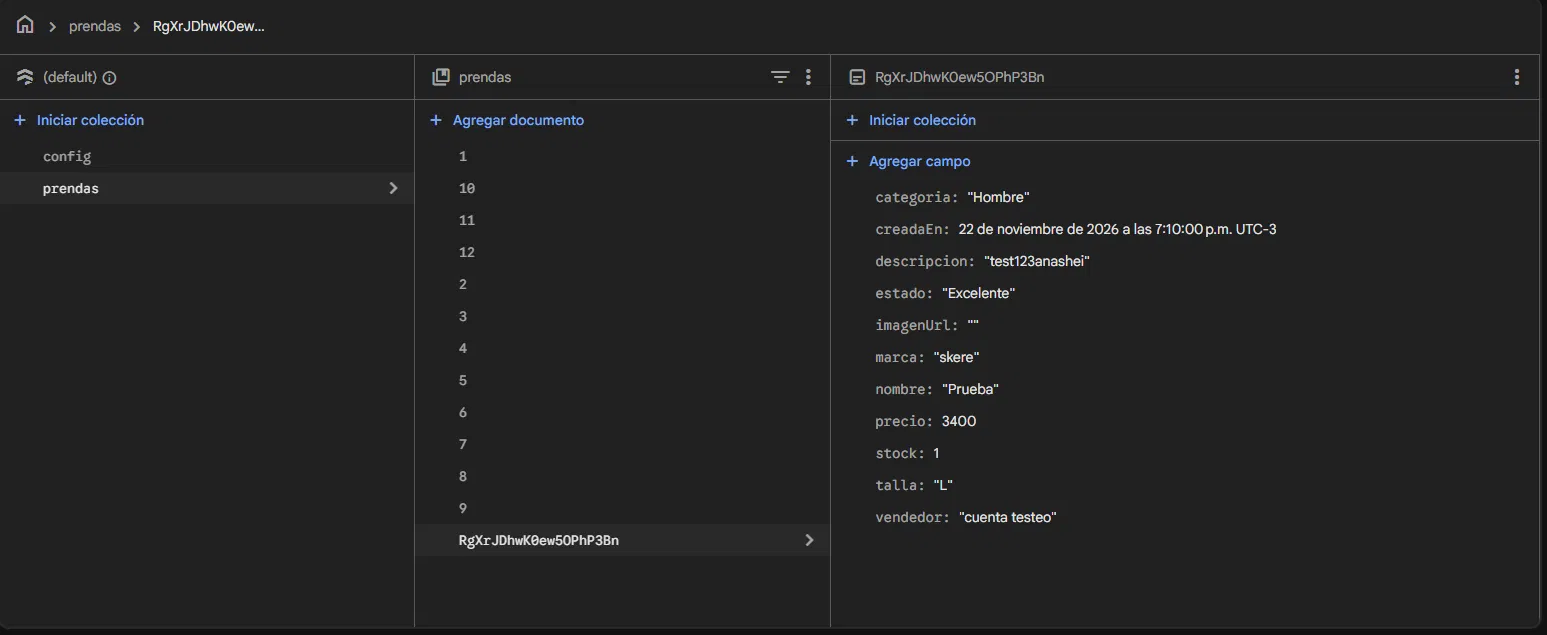 prendas > RgXrJDhwK0ew...
(default)
Iniciar colección
config
prendas
prendas
Agregar documento
1
10
11
12
2
3
4
5
6
7
8
9
RgXrJDhwK0ew5OPhP3Bn
RgXrJDhwK0ew5OPhP3Bn
Iniciar colección
Agregar campo
categoria: "Hombre"
creadaEn: 22 de noviembre de 2026 a las 7:10:00 p.m. UTC-3
descripcion: "test123anashei"
estado: "Excelente"
imagenUrl: ""
marca: "skere"
nombre: "Prueba"
precio: 3400
stock: 1
talla: "L"
vendedor: "cuenta testeo"